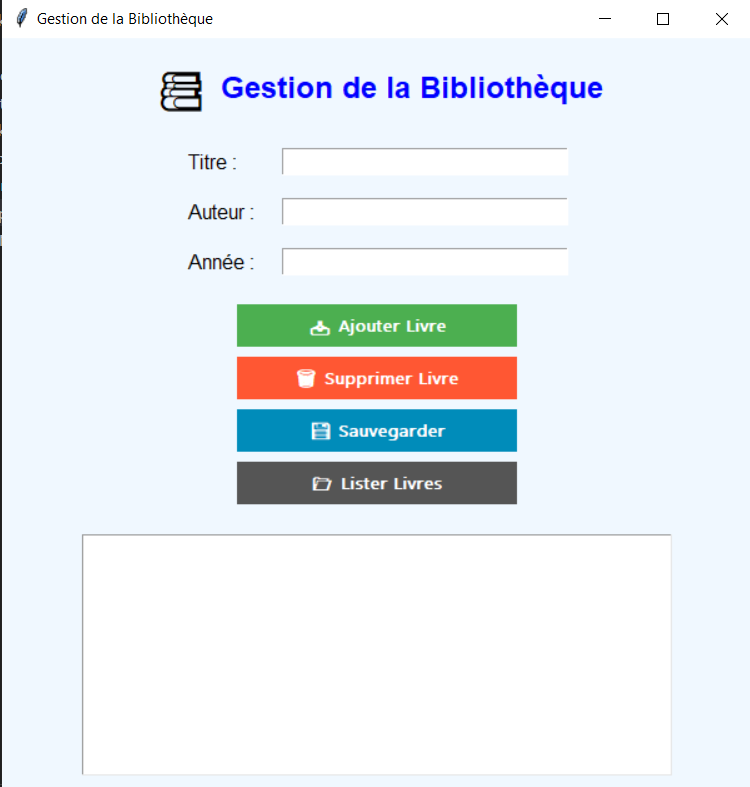 Gestion de la Bibliothèque
Gestion de la Bibliothèque
Titre :
Auteur :
Année :
Ajouter Livre
Supprimer Livre
Sauvegarder
Lister Livres